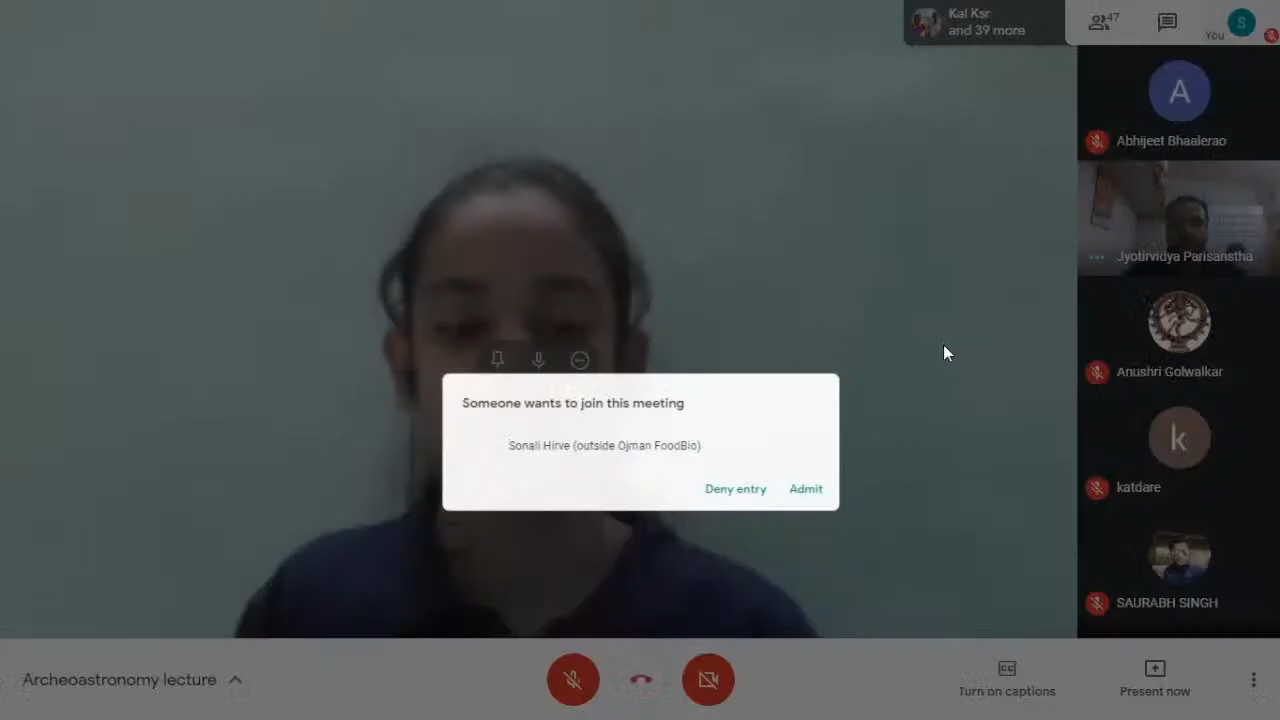 Kal Ksr
and 39 more
47
You
S
A
Abhijeet Bhaalerao
Jyotirvidya Parisanstha
Anushri Golwalkar
k
katdare
SAURABH SINGH
Someone wants to join this meeting
Sonali Hirve (outside Ojman FoodBio)
Deny entry
Admit
Archeoastronomy lecture
CC
Turn on captions
Present now